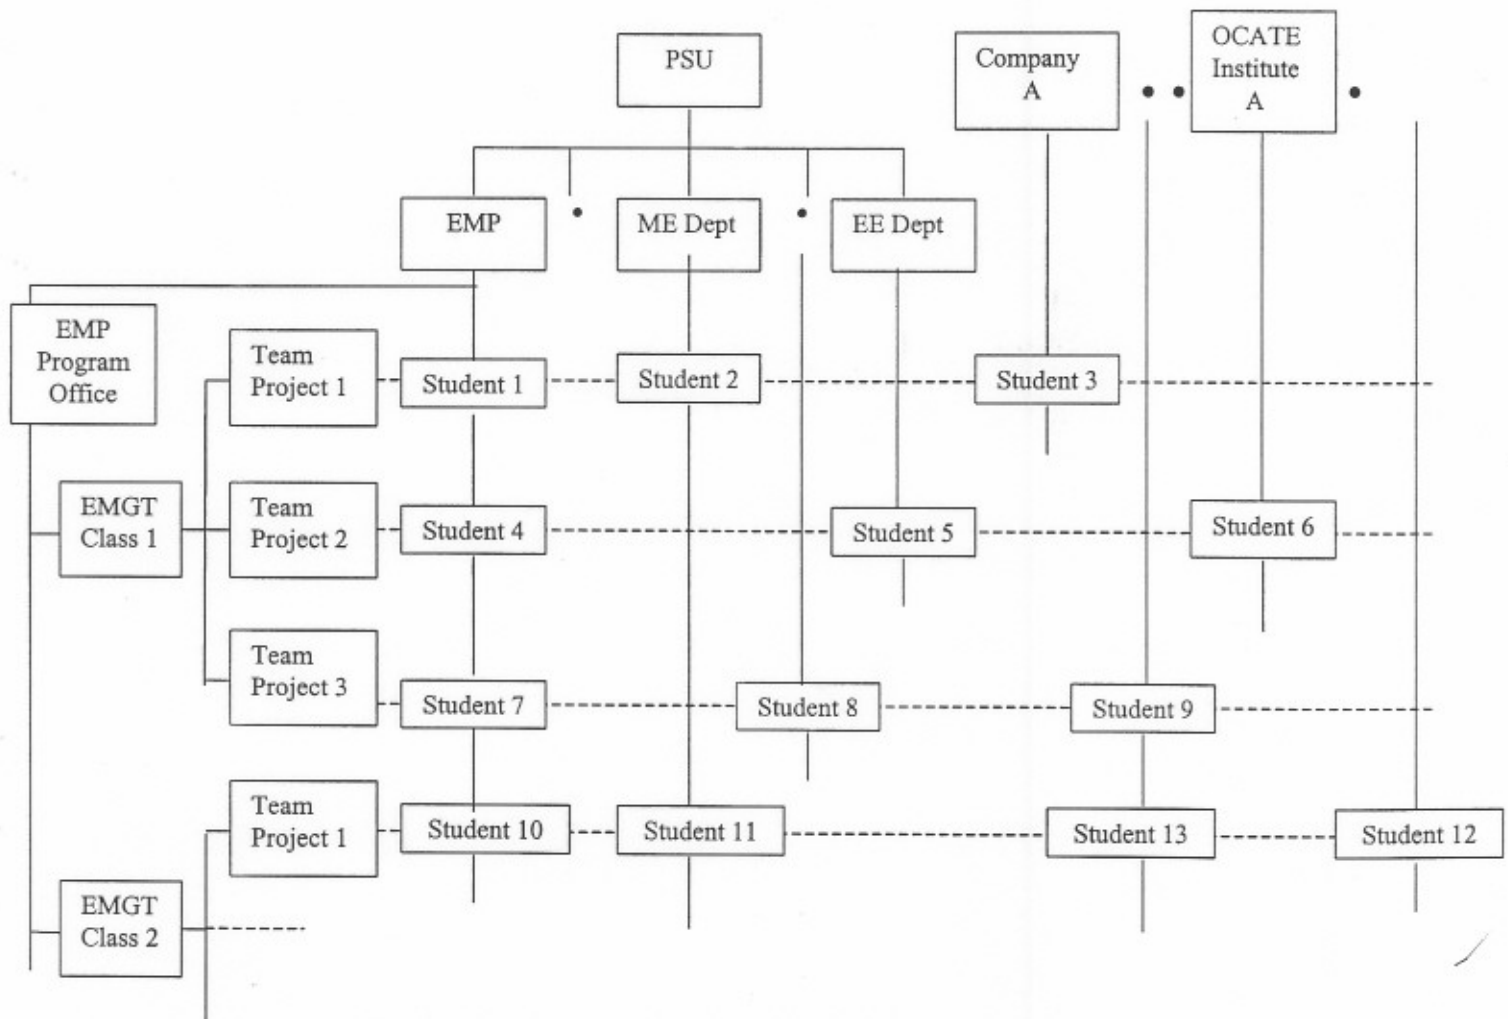 PSU
Company
A
OCATE
Institute
A
EMP
ME Dept
EE Dept
EMP
Program
Office
Team
Project 1
Student 1
Student 2
Student 3
EMGT
Class 1
Team
Project 2
Student 4
Student 5
Student 6
Team
Project 3
Student 7
Student 8
Student 9
Team
Project 1
Student 10
Student 11
Student 13
Student 12
EMGT
Class 2